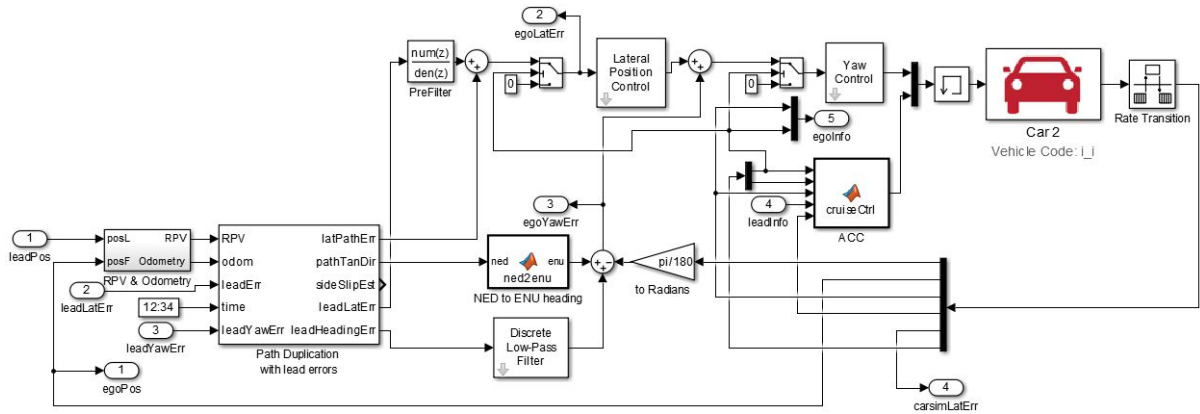 2
egoLatErr
num(z)
den(z)
PreFilter
+
+
0
Lateral
Position
Control
+
+
0
Yaw
Control
5
egoInfo
Car 2
Vehicle Code: i_i
Rate Transition
4
leadInfo
cruiseCtrl
ACC
3
egoYawErr
1
leadPos
posL
RPV
posF
Odometry
RPV & Odometry
2
leadLatErr
12:34
3
leadYawErr
1
egoPos
RPV
odom
leadErr
time
leadYawErr
latPathErr
pathTanDir
sideSlipEst
leadLatErr
leadHeadingErr
Path Duplication
with lead errors
ned
enu
ned2enu
NED to ENU heading
+
-
+
pi/180
to Radians
Discrete
Low-Pass
Filter
4
carsimLatErr